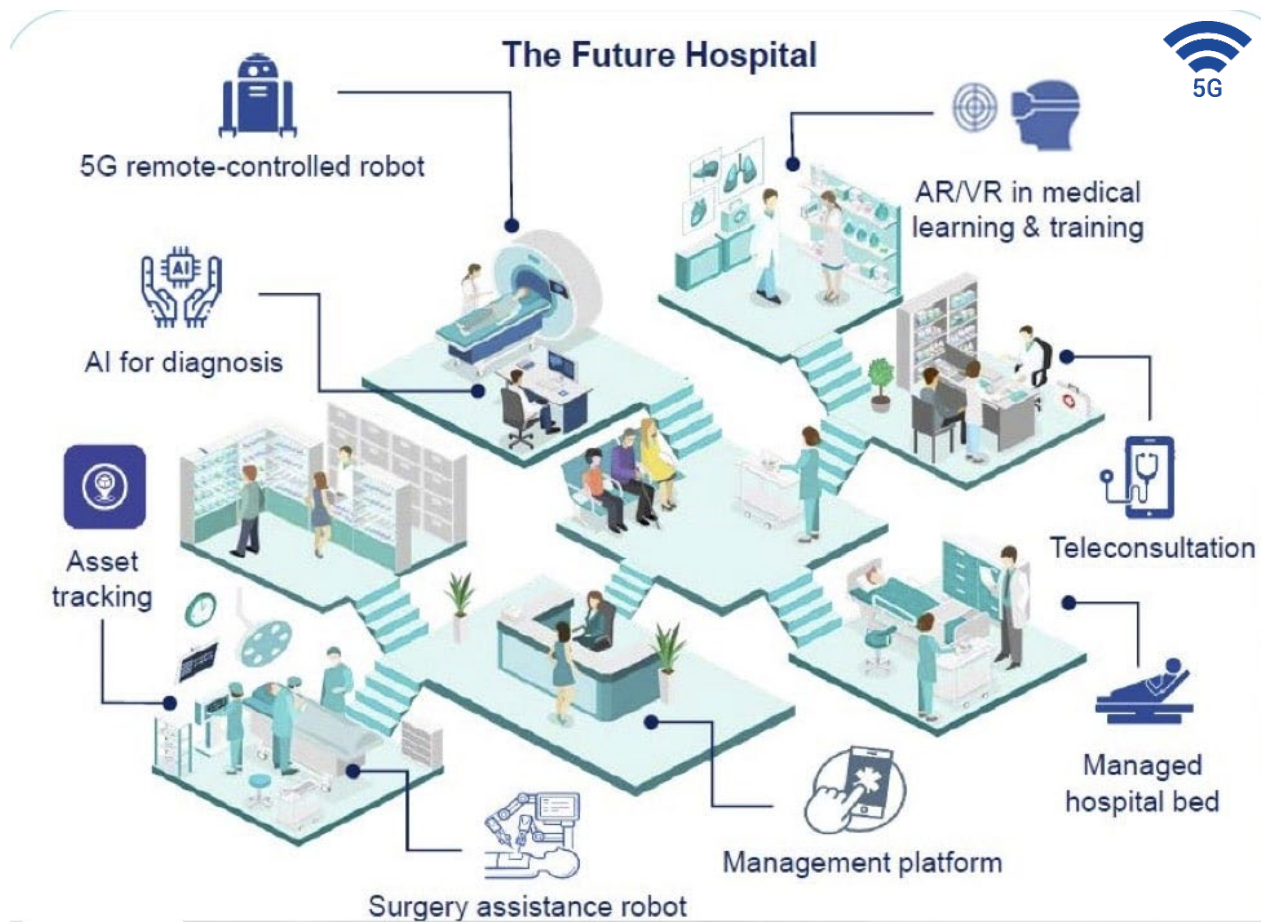 The Future Hospital
5G
5G remote-controlled robot
AR/VR in medical
learning & training
AI
AI for diagnosis
Asset
tracking
Teleconsultation
Managed
hospital bed
Management platform
Surgery assistance robot